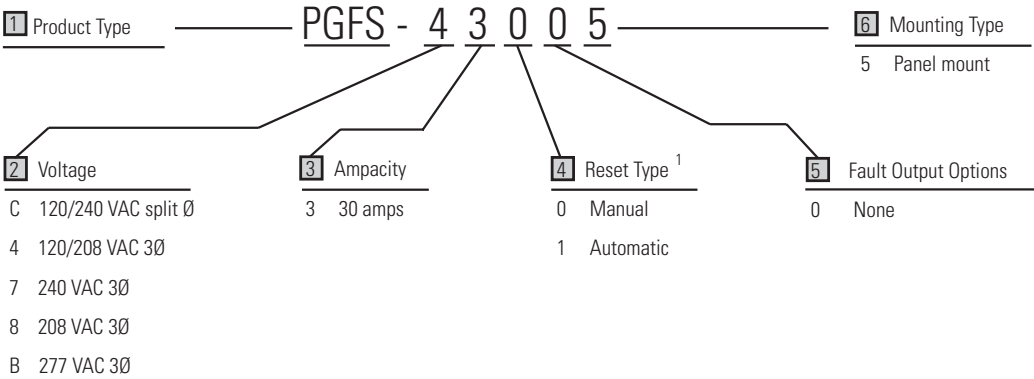 1 Product Type PGFS - 4 3 0 0 5 6 Mounting Type
5 Panel mount
2 Voltage 3 Ampacity 4 Reset Type 1 5 Fault Output Options
C 120/240 VAC split Ø 3 30 amps 0 Manual 0 None
4 120/208 VAC 3Ø 1 Automatic
7 240 VAC 3Ø
8 208 VAC 3Ø
B 277 VAC 3Ø